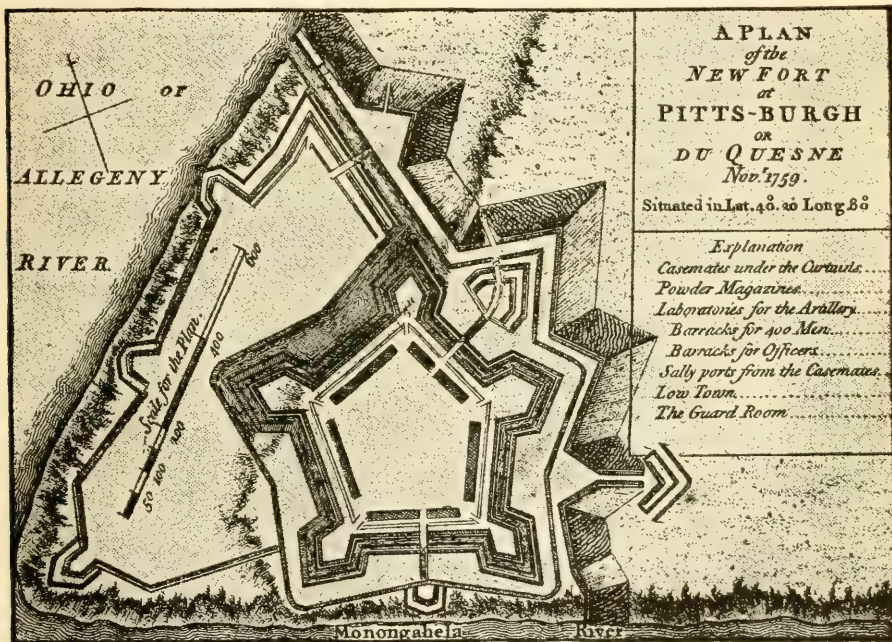 OHIO or
ALLEGENY
RIVER.
A PLAN
of the
NEW FORT
at
PITTS-BURGH
OR
DU QUESNE
Nov.r 1759.
Situated in Lat. 40. 20 Long. 80
Explanation
Casemates under the Curtains....
Powder Magazines............
Laboratories for the Artillery....
Barracks for 400 Men........
Barracks for Officers.........
Sally ports from the Casemates...
Low Town................
The Guard Room..........
Scale for the Plan.
50 100 200 400 600
Monongahela River